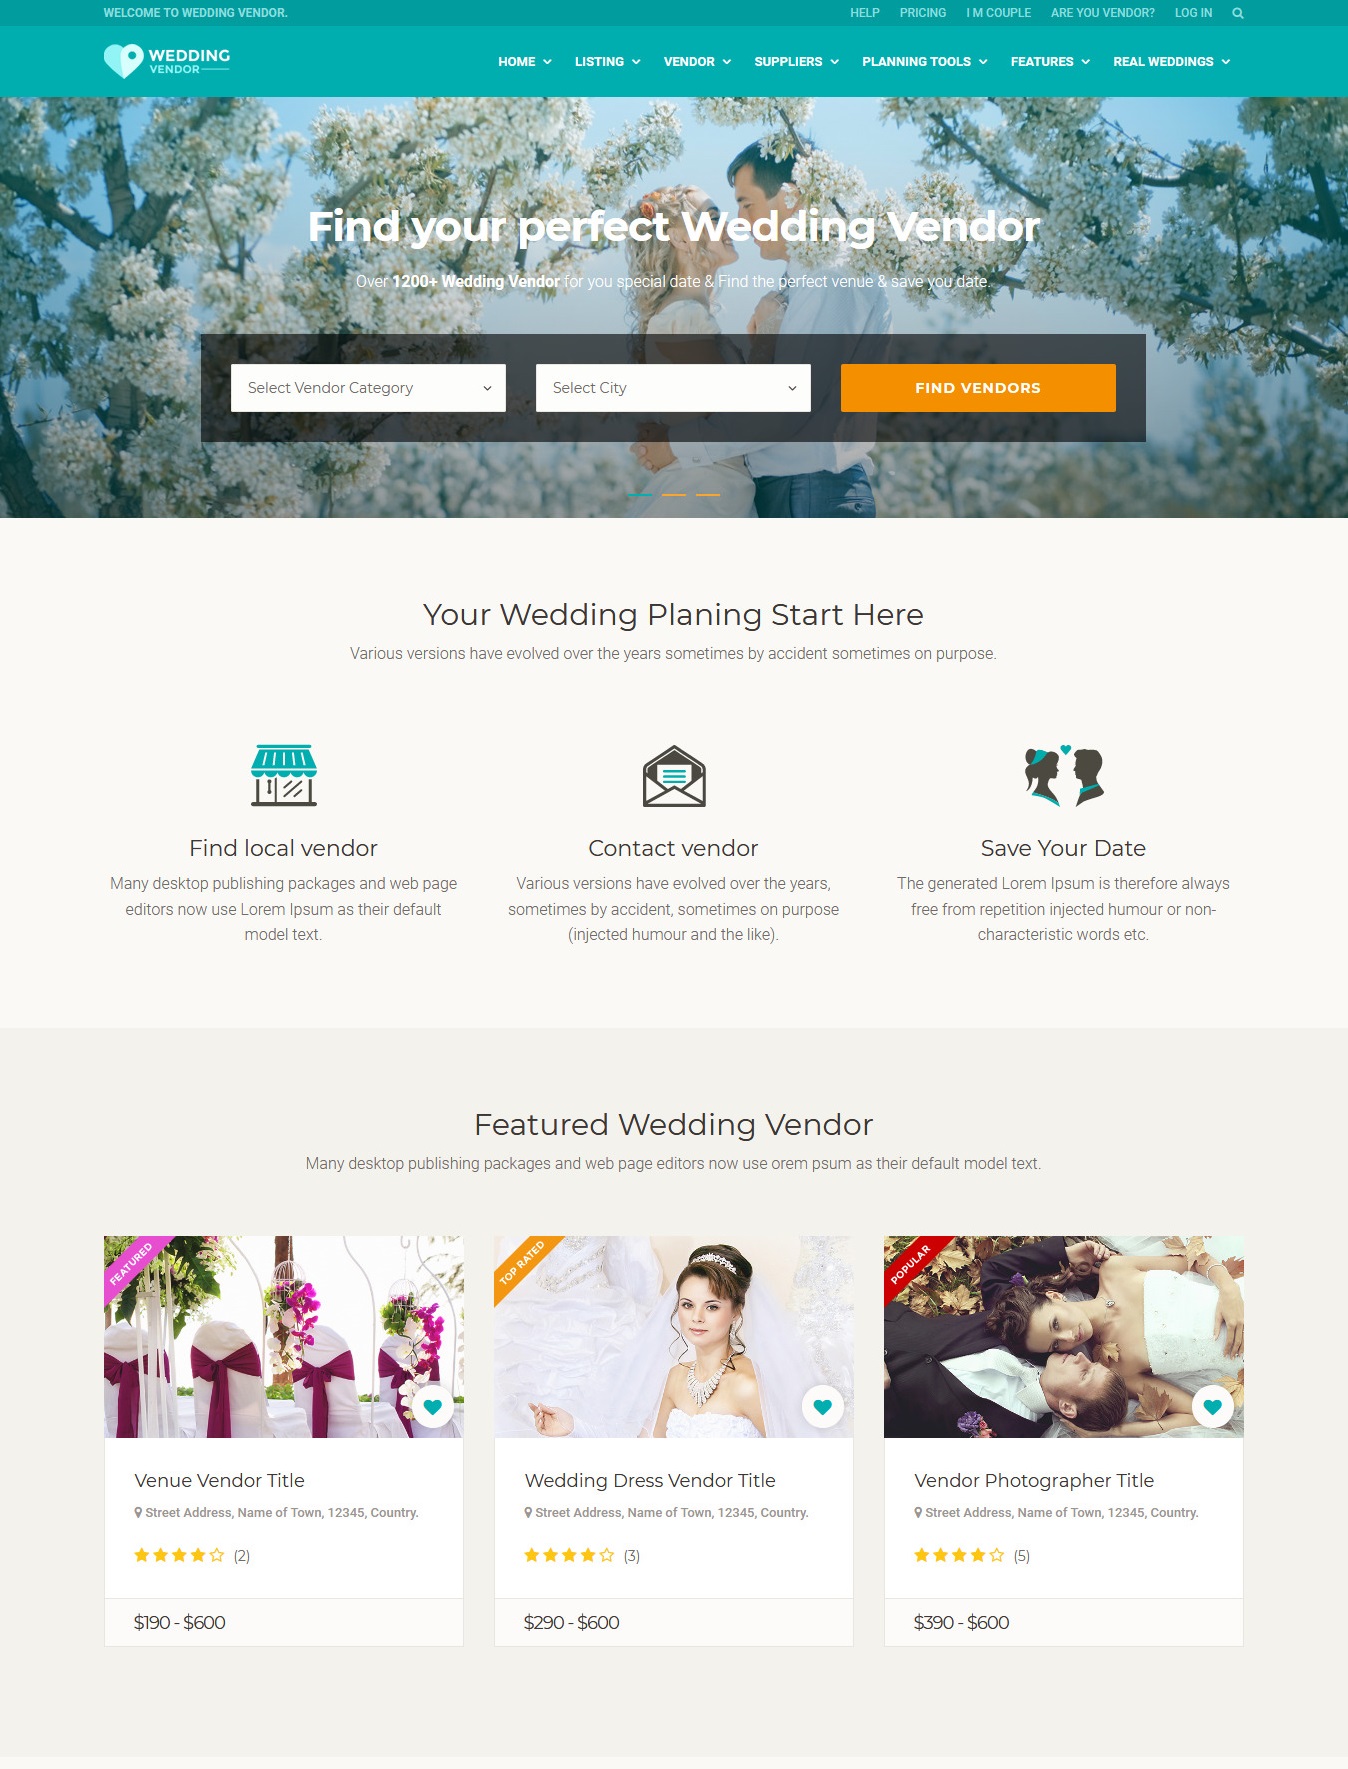 WELCOME TO WEDDING VENDOR.
HELP PRICING I M COUPLE ARE YOU VENDOR? LOG IN
WEDDING
VENDOR
HOME LISTING VENDOR SUPPLIERS PLANNING TOOLS FEATURES REAL WEDDINGS
Find your perfect Wedding Vendor
Over 1200+ Wedding Vendor for you special date & Find the perfect venue & save you date.
Select Vendor Category
Select City
FIND VENDORS
Your Wedding Planing Start Here
Various versions have evolved over the years sometimes by accident sometimes on purpose.
Find local vendor
Many desktop publishing packages and web page
editors now use Lorem Ipsum as their default
model text.
Contact vendor
Various versions have evolved over the years,
sometimes by accident, sometimes on purpose
(injected humour and the like).
Save Your Date
The generated Lorem Ipsum is therefore always
free from repetition injected humour or non-
characteristic words etc.
Featured Wedding Vendor
Many desktop publishing packages and web page editors now use orem psum as their default model text.
FEATURED
Venue Vendor Title
Street Address, Name of Town, 12345, Country.
(2)
$190 - $600
TOP RATED
Wedding Dress Vendor Title
Street Address, Name of Town, 12345, Country.
(3)
$290 - $600
POPULAR
Vendor Photographer Title
Street Address, Name of Town, 12345, Country.
(5)
$390 - $600